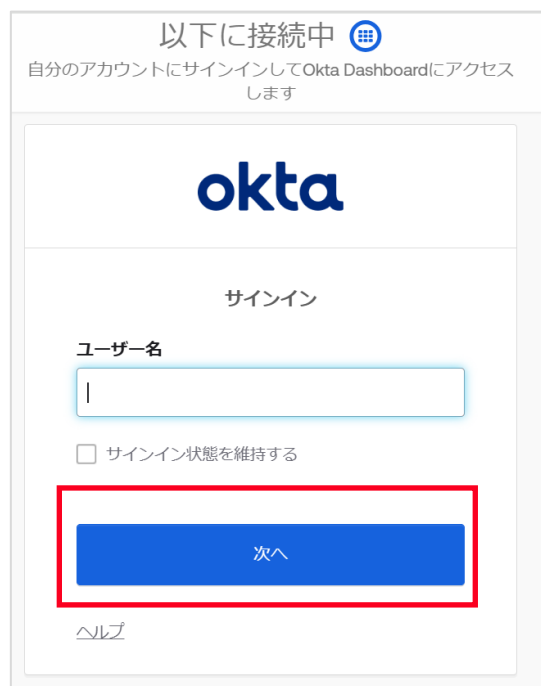 以下に接続中
自分のアカウントにサインインしてOkta Dashboardにアクセス
します
okta
サインイン
ユーザー名
サインイン状態を維持する
次へ
ヘルプ